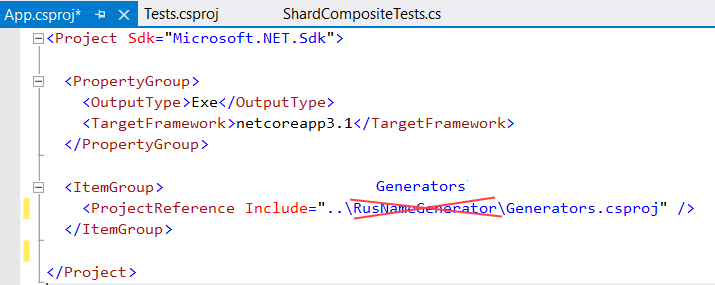 App.csproj* Tests.csproj ShardCompositeTests.cs
<Project Sdk="Microsoft.NET.Sdk">
<PropertyGroup>
<OutputType>Exe</OutputType>
<TargetFramework>netcoreapp3.1</TargetFramework>
</PropertyGroup>
<ItemGroup>
Generators
<ProjectReference Include="..\RusNameGenerator\Generators.csproj" />
</ItemGroup>
</Project>